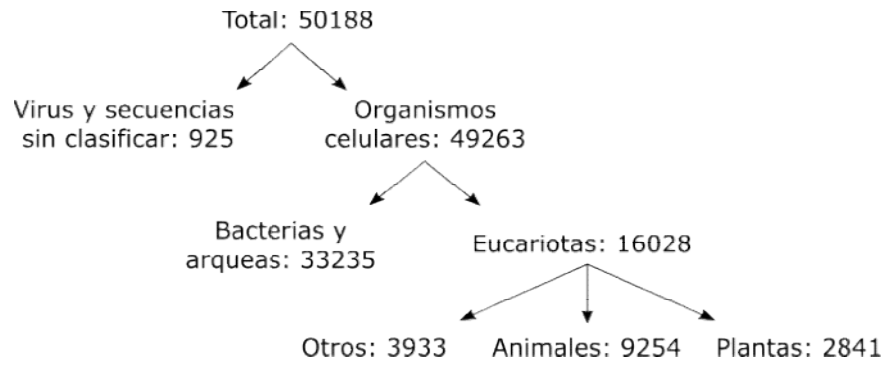 Total: 50188
Virus y secuencias
sin clasificar: 925
Organismos
celulares: 49263
Bacterias y
arqueas: 33235
Eucariotas: 16028
Otros: 3933
Animales: 9254
Plantas: 2841